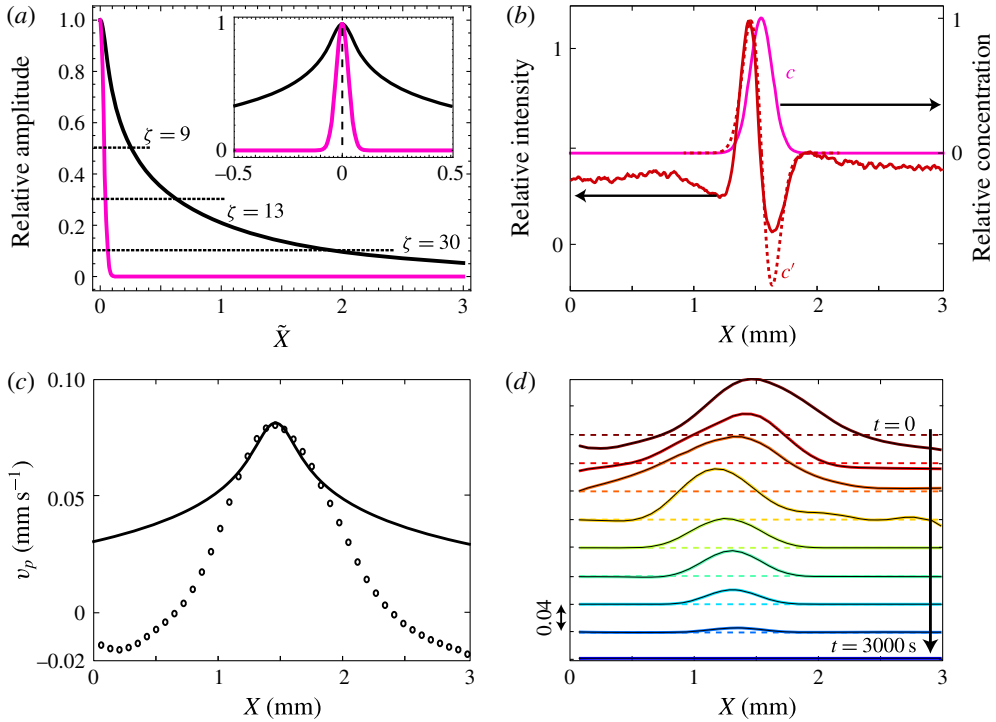 (a)
1.0
0.8
0.6
0.4
0.2
0
Relative amplitude
0
1
2
3
X̃
ζ = 9
ζ = 13
ζ = 30
1
0
−0.5
0
0.5
(b)
1
0
Relative intensity
1
0
Relative concentration
c
c′
0
1
2
3
X (mm)
(c)
0.10
0.05
0
−0.02
vₚ (mm s⁻¹)
0
1
2
3
X (mm)
(d)
t = 0
0.04
t = 3000 s
0
1
2
3
X (mm)